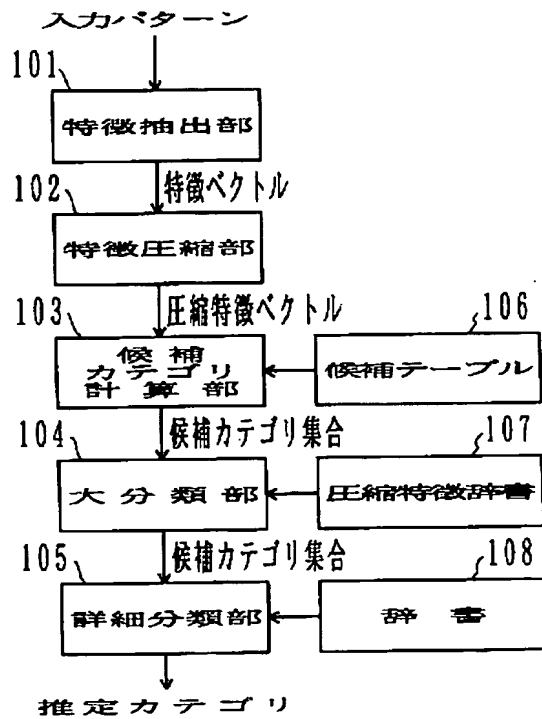 入力パターン
101
特徴抽出部
102
特徴ベクトル
特徴圧縮部
103
圧縮特徴ベクトル
106
候補
カテゴリ
計算部
候補テーブル
104
候補カテゴリ集合
107
大分類部
圧縮特徴辞書
105
候補カテゴリ集合
108
詳細分類部
辞書
推定カテゴリ